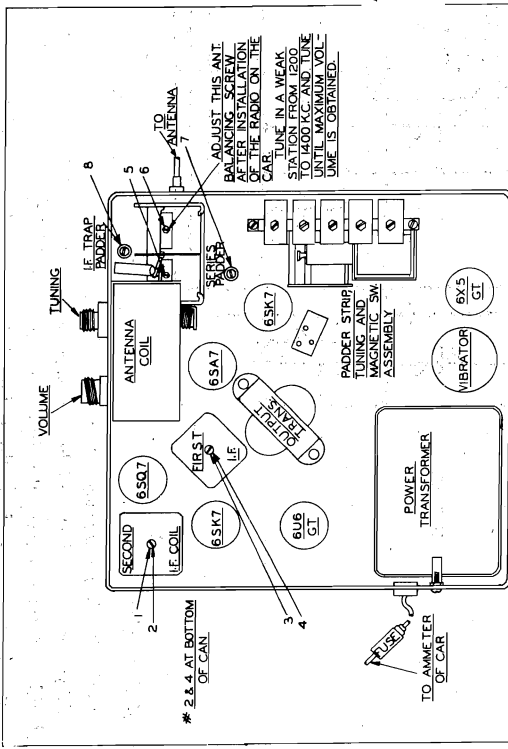 VOLUME
TUNING
I.F. TRAP
PADDER
8
5
6
TO
ANTENNA
ADJUST THIS ANT.
BALANCING SCREW
AFTER INSTALLATION
OF THE RADIO ON THE
CAR.
TUNE IN A WEAK
STATION FROM 1200
TO 1400 K.C. AND TUNE
UNTIL MAXIMUM VOL-
UME IS OBTAINED.
7
SERIES
PADDER
ANTENNA
COIL
6SQ7
6SA7
6SK7
SECOND
I.F. COIL
1
2
* 2 & 4 AT BOTTOM
OF CAN
6SK7
FIRST
I.F.
3
4
OUTPUT
TRANS.
6U6
GT
PADDER STRIP,
TUNING AND
MAGNETIC SW.
ASSEMBLY
6X5
GT
VIBRATOR
POWER
TRANSFORMER
FUSE
TO AMMETER
OF CAR